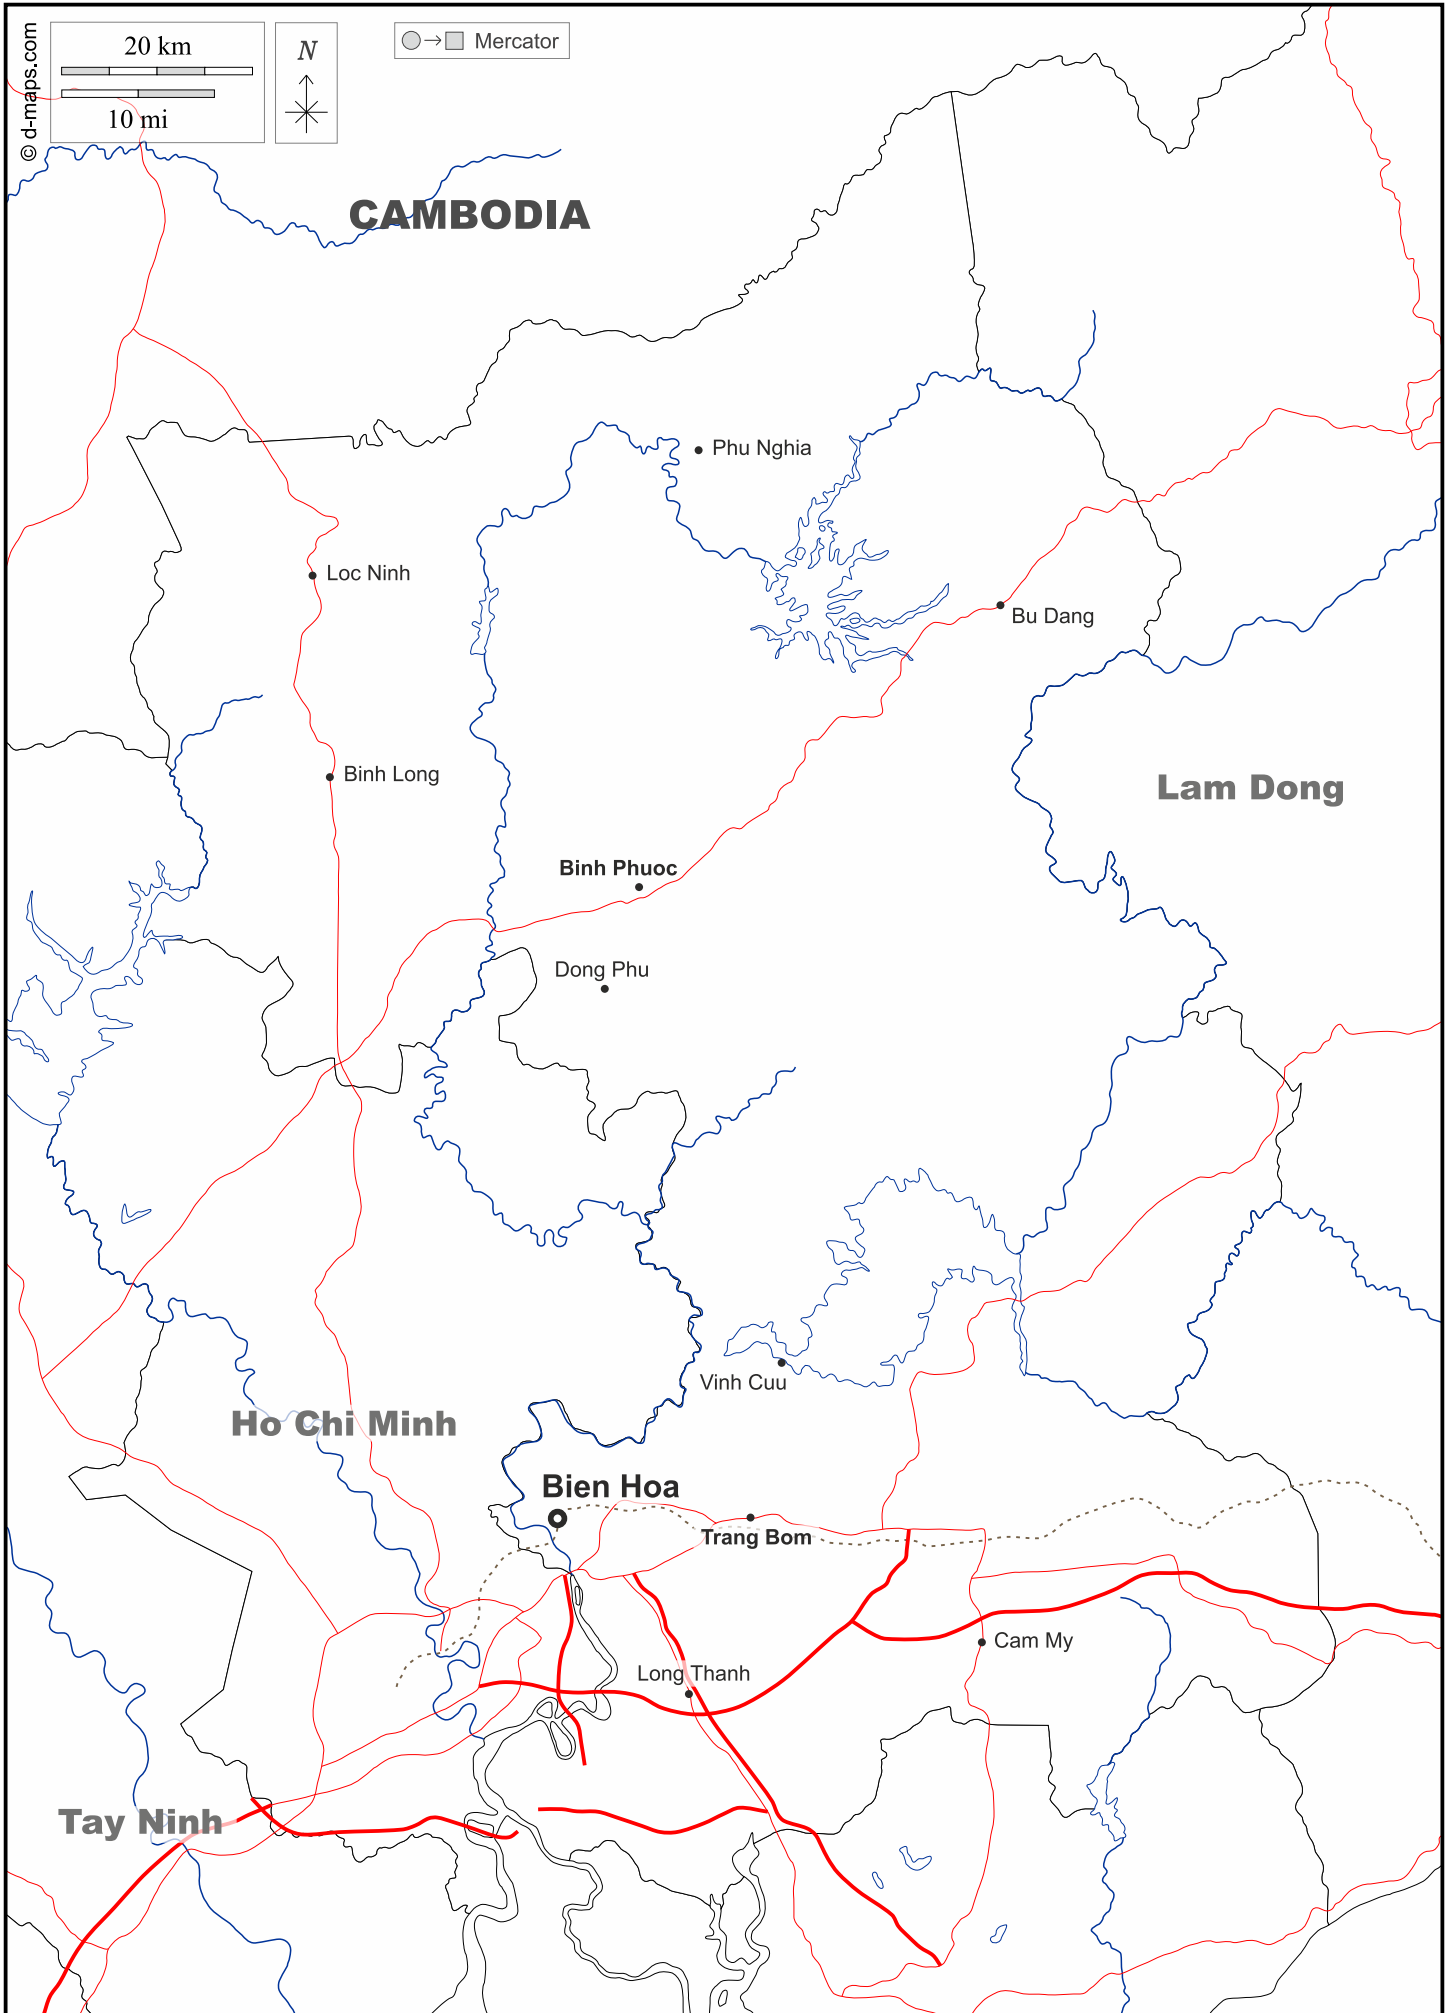 © d-maps.com
20 km
10 mi
N
Mercator
CAMBODIA
Phu Nghia
Loc Ninh
Bu Dang
Binh Long
Lam Dong
Binh Phuoc
Dong Phu
Vinh Cuu
Ho Chi Minh
Bien Hoa
Trang Bom
Cam My
Long Thanh
Tay Ninh